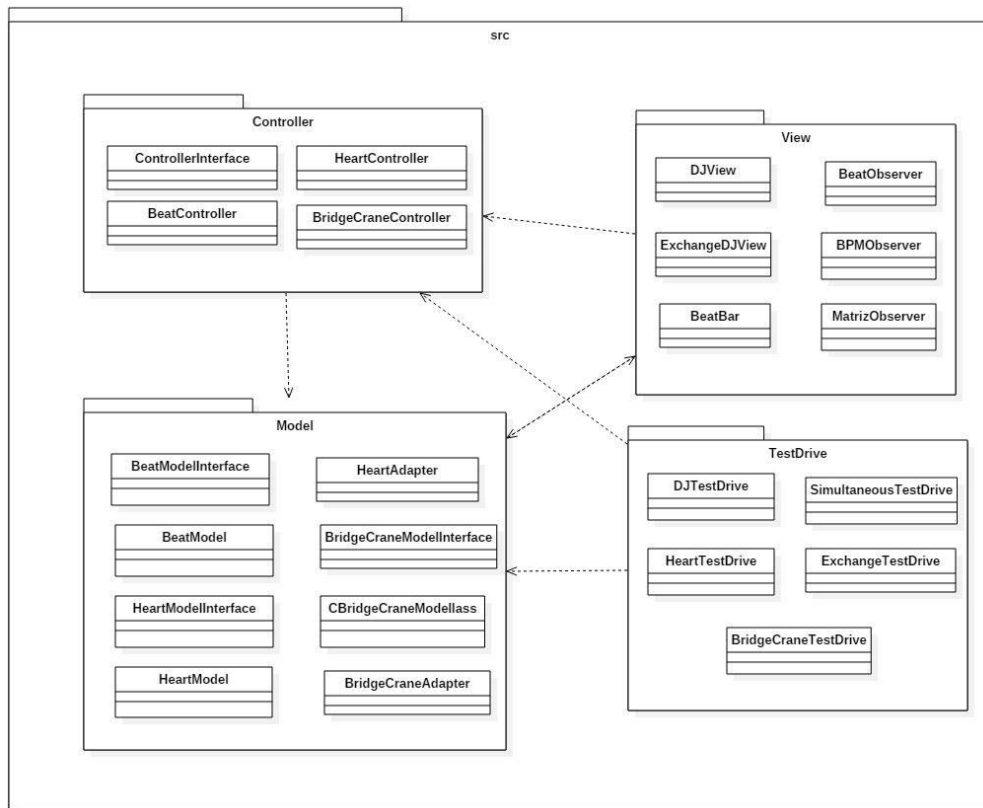 src
Controller
ControllerInterface
HeartController
BeatController
BridgeCraneController
View
DJView
BeatObserver
ExchangeDJView
BPMObserver
BeatBar
MatrizObserver
Model
BeatModelInterface
HeartAdapter
BeatModel
BridgeCraneModelInterface
HeartModelInterface
CBridgeCraneModellass
HeartModel
BridgeCraneAdapter
TestDrive
DJTestDrive
SimultaneousTestDrive
HeartTestDrive
ExchangeTestDrive
BridgeCraneTestDrive